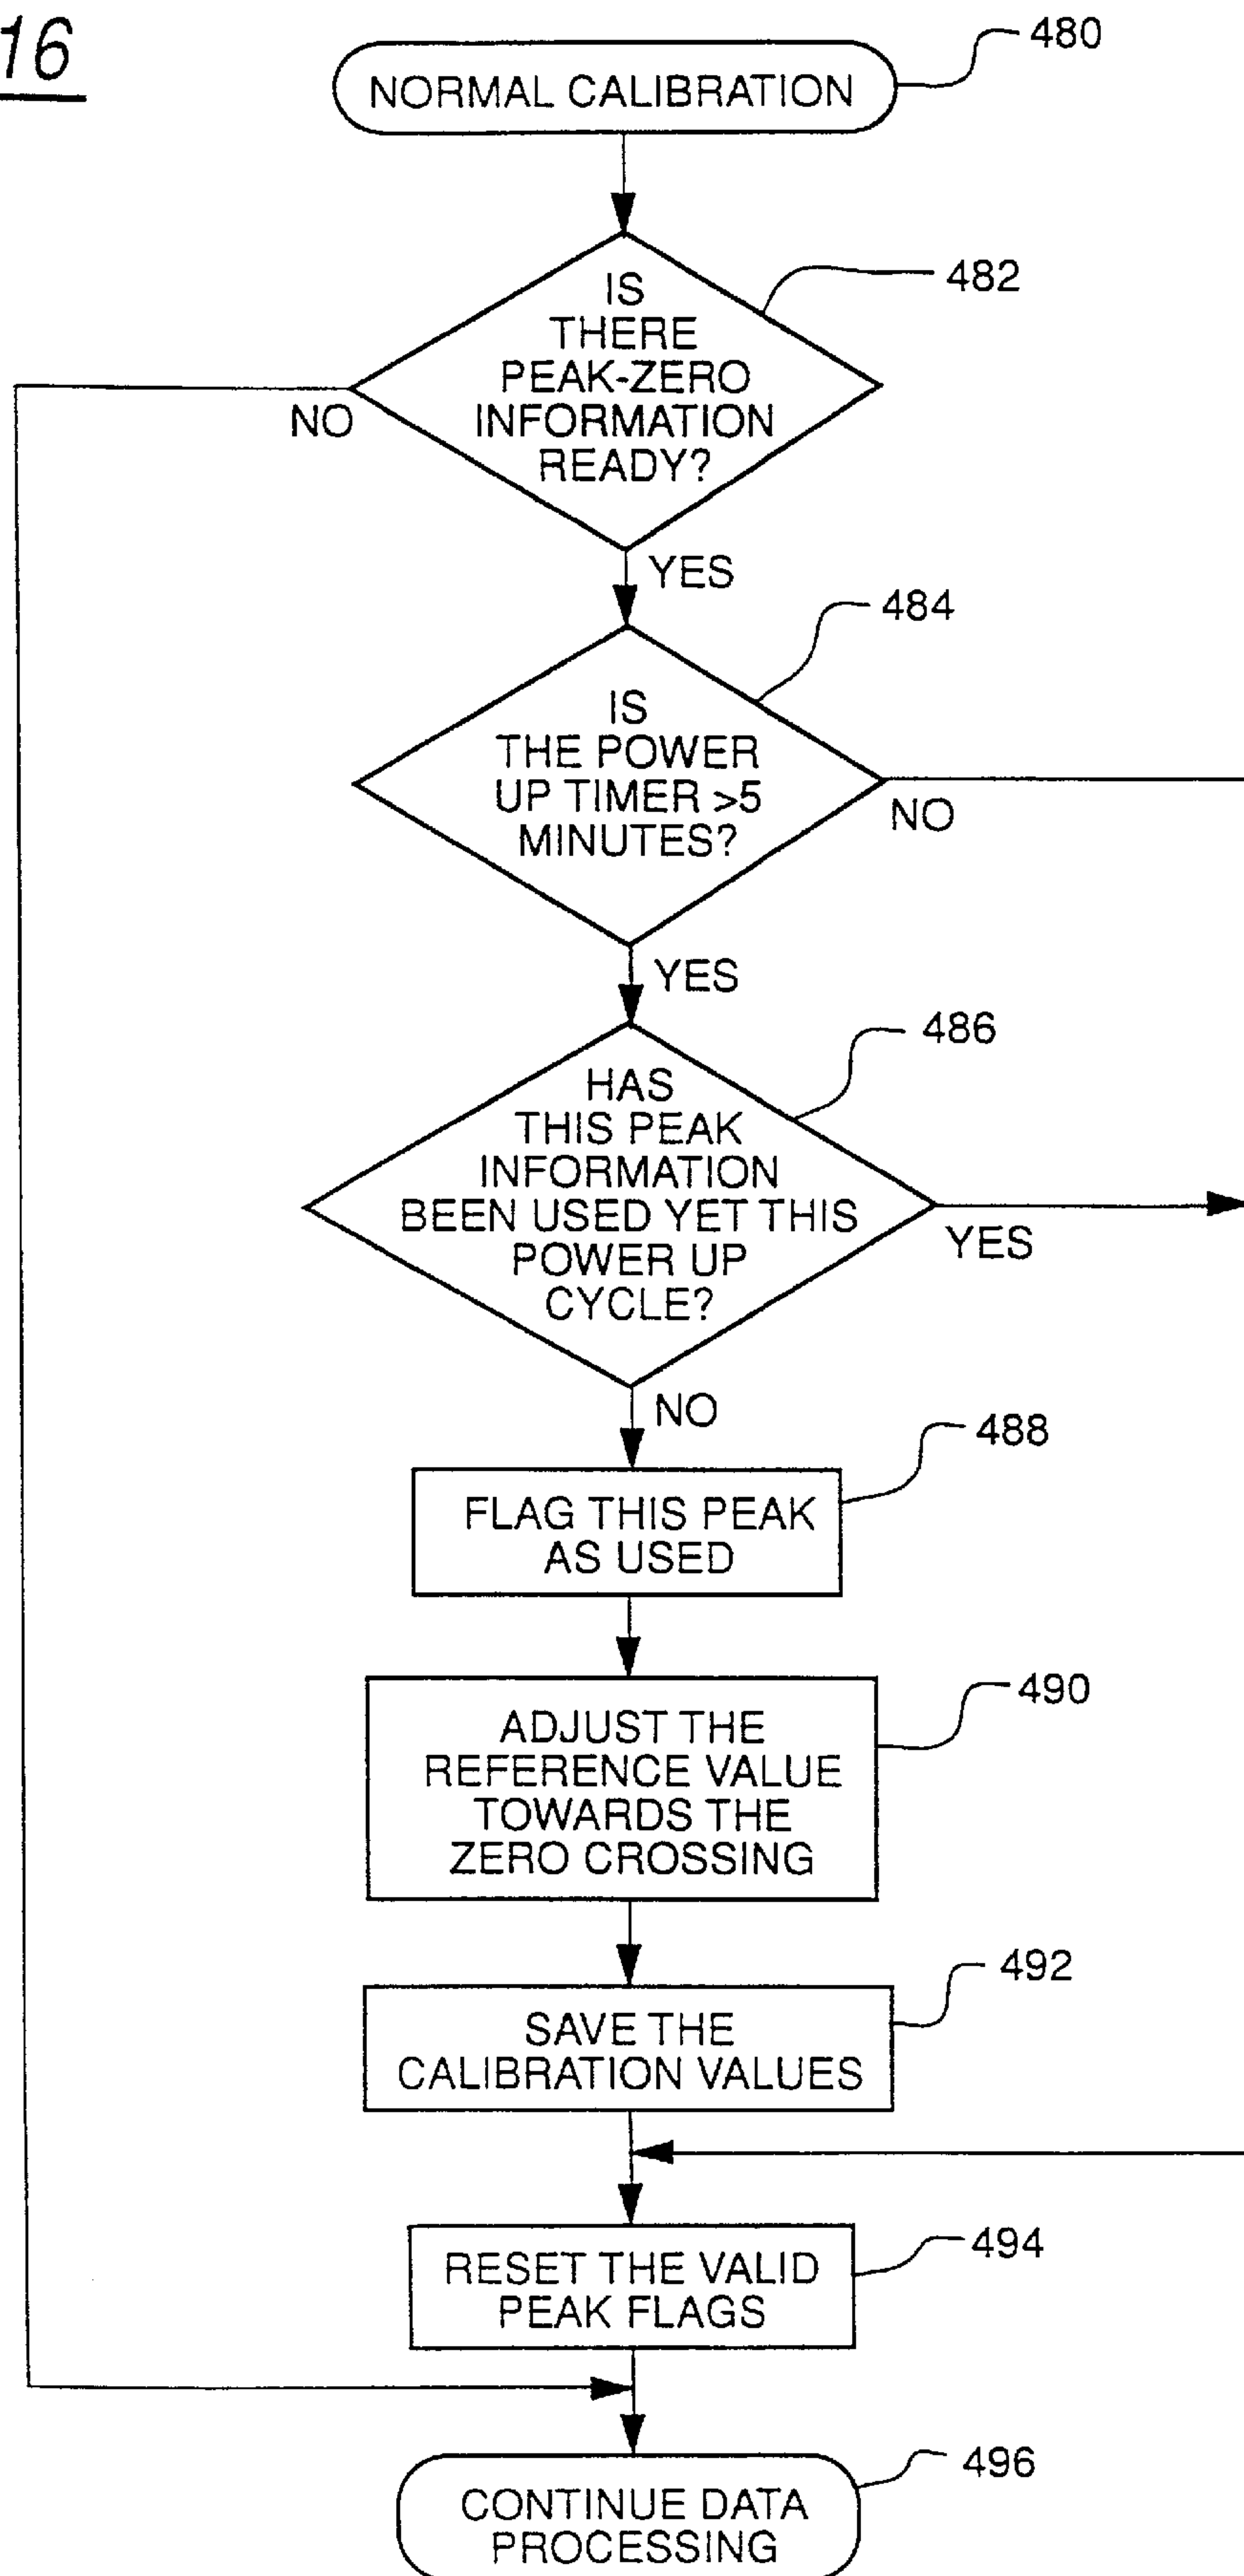 16
480
NORMAL CALIBRATION
482
IS
THERE
PEAK-ZERO
INFORMATION
READY?
NO
YES
484
IS
THE POWER
UP TIMER >5
MINUTES?
NO
YES
486
HAS
THIS PEAK
INFORMATION
BEEN USED YET THIS
POWER UP
CYCLE?
YES
NO
488
FLAG THIS PEAK
AS USED
490
ADJUST THE
REFERENCE VALUE
TOWARDS THE
ZERO CROSSING
492
SAVE THE
CALIBRATION VALUES
494
RESET THE VALID
PEAK FLAGS
496
CONTINUE DATA
PROCESSING